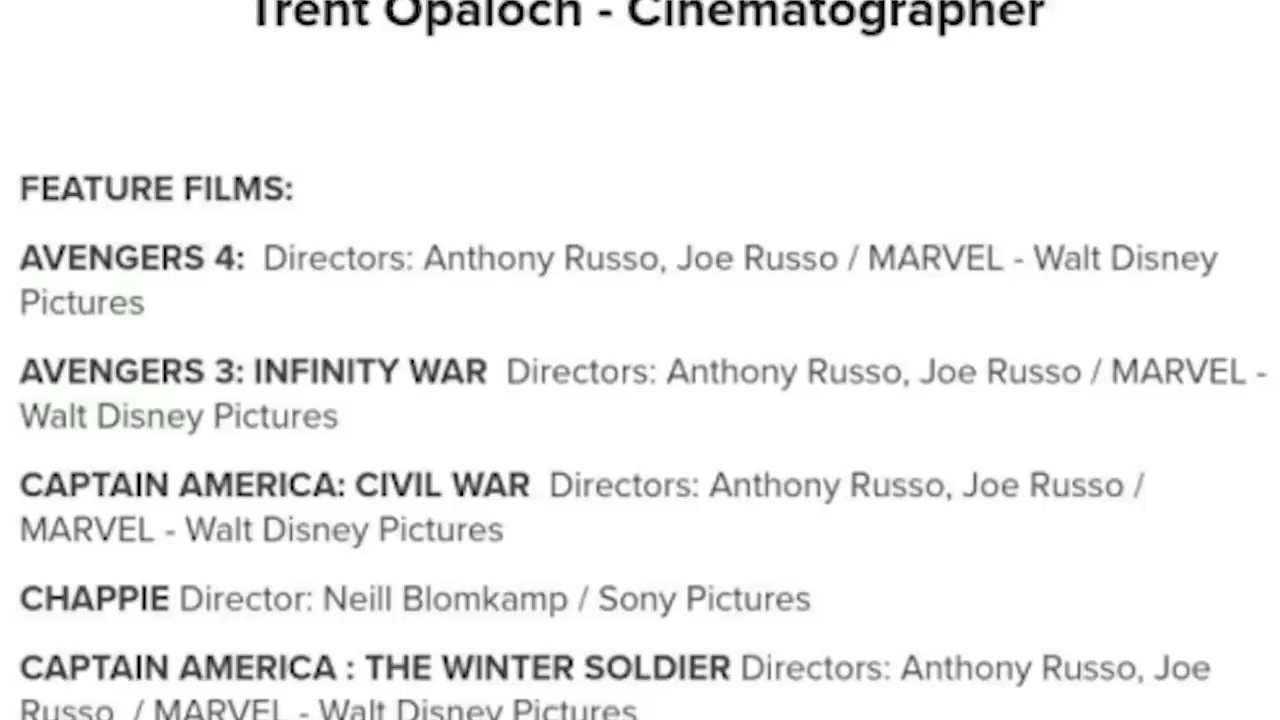 Trent Opaloch - Cinematographer
FEATURE FILMS:
AVENGERS 4: Directors: Anthony Russo, Joe Russo / MARVEL - Walt Disney
Pictures
AVENGERS 3: INFINITY WAR Directors: Anthony Russo, Joe Russo / MARVEL -
Walt Disney Pictures
CAPTAIN AMERICA: CIVIL WAR Directors: Anthony Russo, Joe Russo /
MARVEL - Walt Disney Pictures
CHAPPIE Director: Neill Blomkamp / Sony Pictures
CAPTAIN AMERICA : THE WINTER SOLDIER Directors: Anthony Russo, Joe
Russo / MARVEL - Walt Disney Pictures